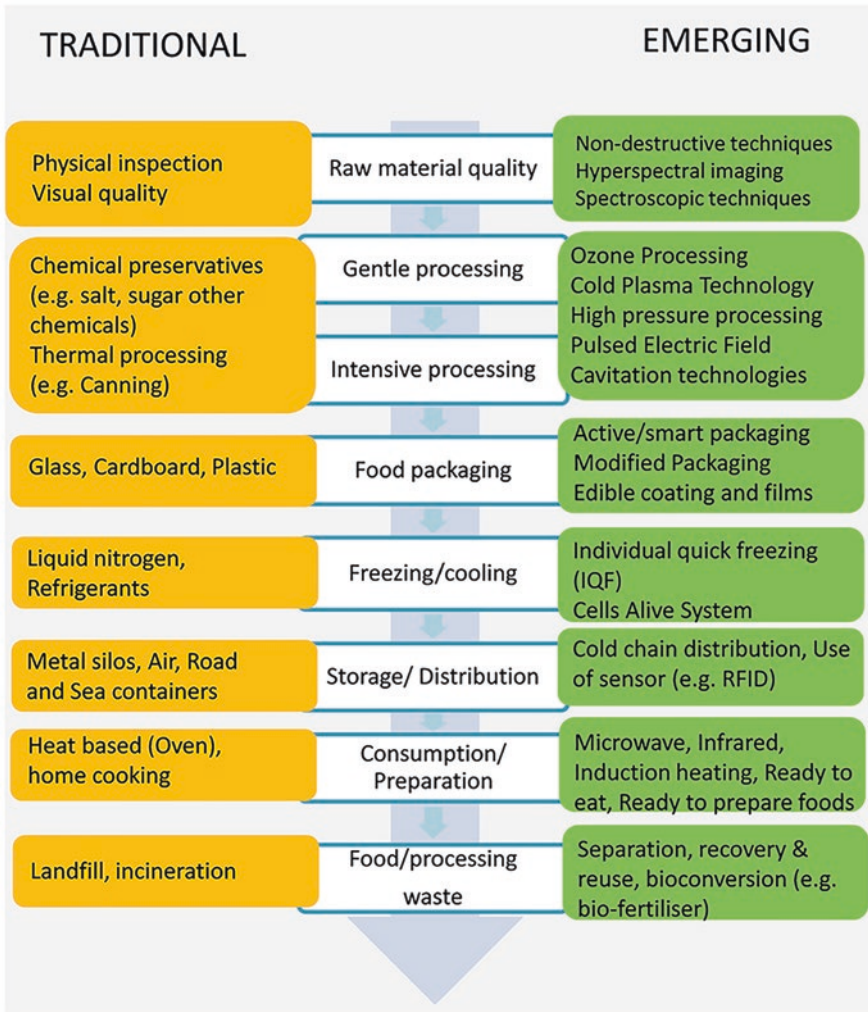 TRADITIONAL
EMERGING
Physical inspection
Visual quality
Raw material quality
Non-destructive techniques
Hyperspectral imaging
Spectroscopic techniques
Chemical preservatives
(e.g. salt, sugar other
chemicals)
Thermal processing
(e.g. Canning)
Gentle processing
Intensive processing
Ozone Processing
Cold Plasma Technology
High pressure processing
Pulsed Electric Field
Cavitation technologies
Glass, Cardboard, Plastic
Food packaging
Active/smart packaging
Modified Packaging
Edible coating and films
Liquid nitrogen,
Refrigerants
Freezing/cooling
Individual quick freezing
(IQF)
Cells Alive System
Metal silos, Air, Road
and Sea containers
Storage/ Distribution
Cold chain distribution, Use
of sensor (e.g. RFID)
Heat based (Oven),
home cooking
Consumption/
Preparation
Microwave, Infrared,
Induction heating, Ready to
eat, Ready to prepare foods
Landfill, incineration
Food/processing
waste
Separation, recovery &
reuse, bioconversion (e.g.
bio-fertiliser)